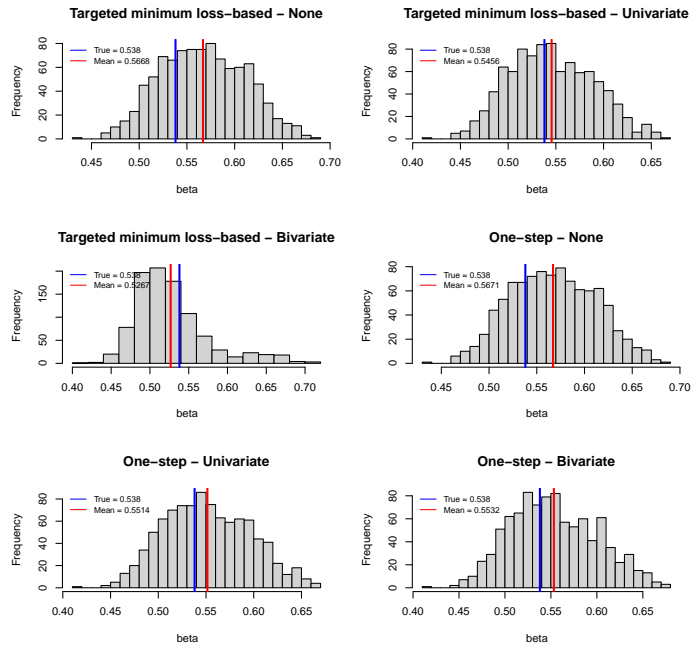 Targeted minimum loss−based − None
True = 0.538
Mean = 0.5668
Frequency
0 20 40 60 80
0.45 0.50 0.55 0.60 0.65 0.70
beta
Targeted minimum loss−based − Univariate
True = 0.538
Mean = 0.5456
Frequency
0 20 40 60 80
0.40 0.45 0.50 0.55 0.60 0.65
beta
Targeted minimum loss−based − Bivariate
True = 0.538
Mean = 0.5267
Frequency
0 50 150
0.40 0.45 0.50 0.55 0.60 0.65 0.70
beta
One−step − None
True = 0.538
Mean = 0.5671
Frequency
0 20 40 60 80
0.45 0.50 0.55 0.60 0.65 0.70
beta
One−step − Univariate
True = 0.538
Mean = 0.5514
Frequency
0 20 40 60 80
0.40 0.45 0.50 0.55 0.60 0.65
beta
One−step − Bivariate
True = 0.538
Mean = 0.5532
Frequency
0 20 40 60 80
0.40 0.45 0.50 0.55 0.60 0.65
beta